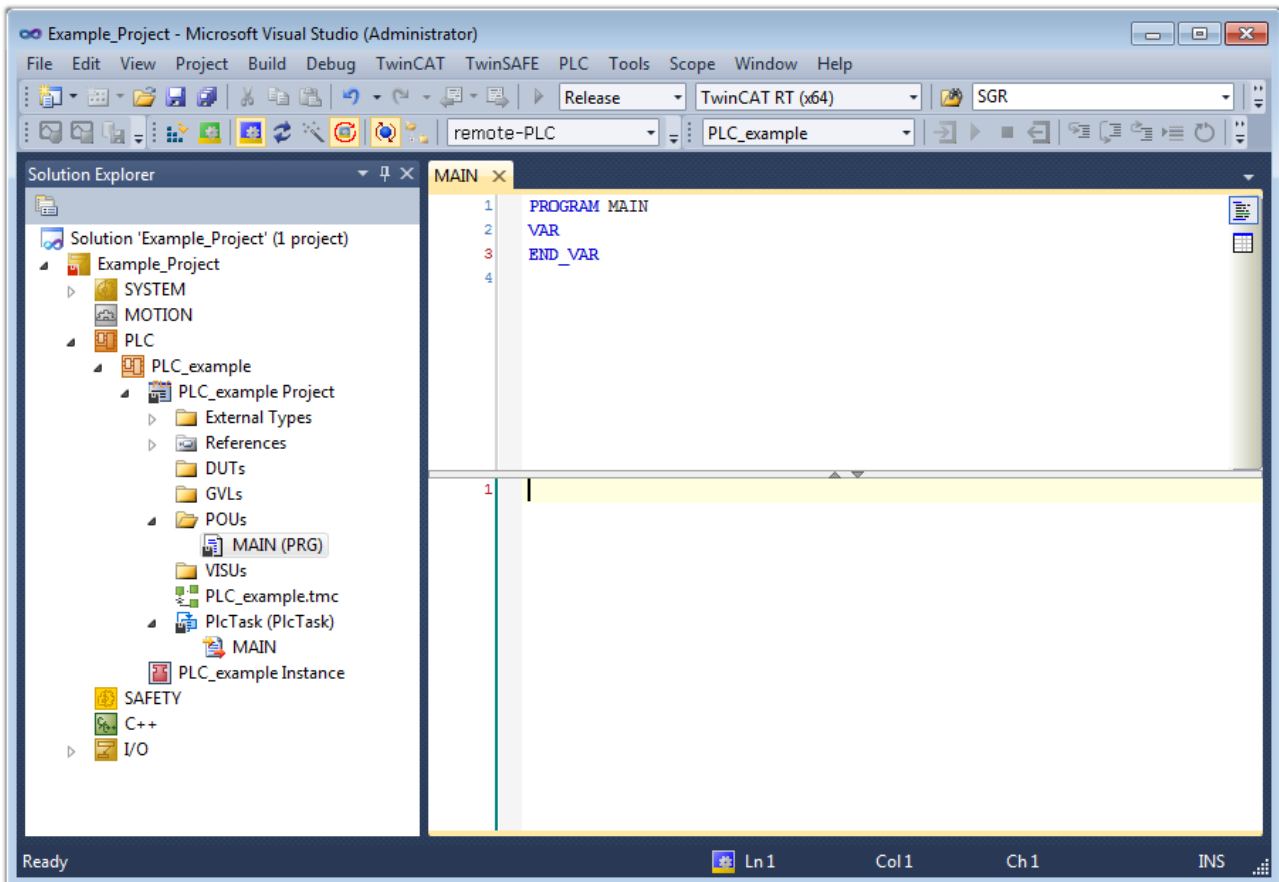 Example_Project - Microsoft Visual Studio (Administrator)
File Edit View Project Build Debug TwinCAT TwinSAFE PLC Tools Scope Window Help
Release TwinCAT RT (x64) SGR
remote-PLC PLC_example
Solution Explorer
Solution 'Example_Project' (1 project)
Example_Project
SYSTEM
MOTION
PLC
PLC_example
PLC_example Project
External Types
References
DUTs
GVLs
POUs
MAIN (PRG)
VISUs
PLC_example.tmc
PlcTask (PlcTask)
MAIN
PLC_example Instance
SAFETY
C++
I/O
MAIN
1 PROGRAM MAIN
2 VAR
3 END_VAR
4
1
Ready Ln 1 Col 1 Ch 1 INS